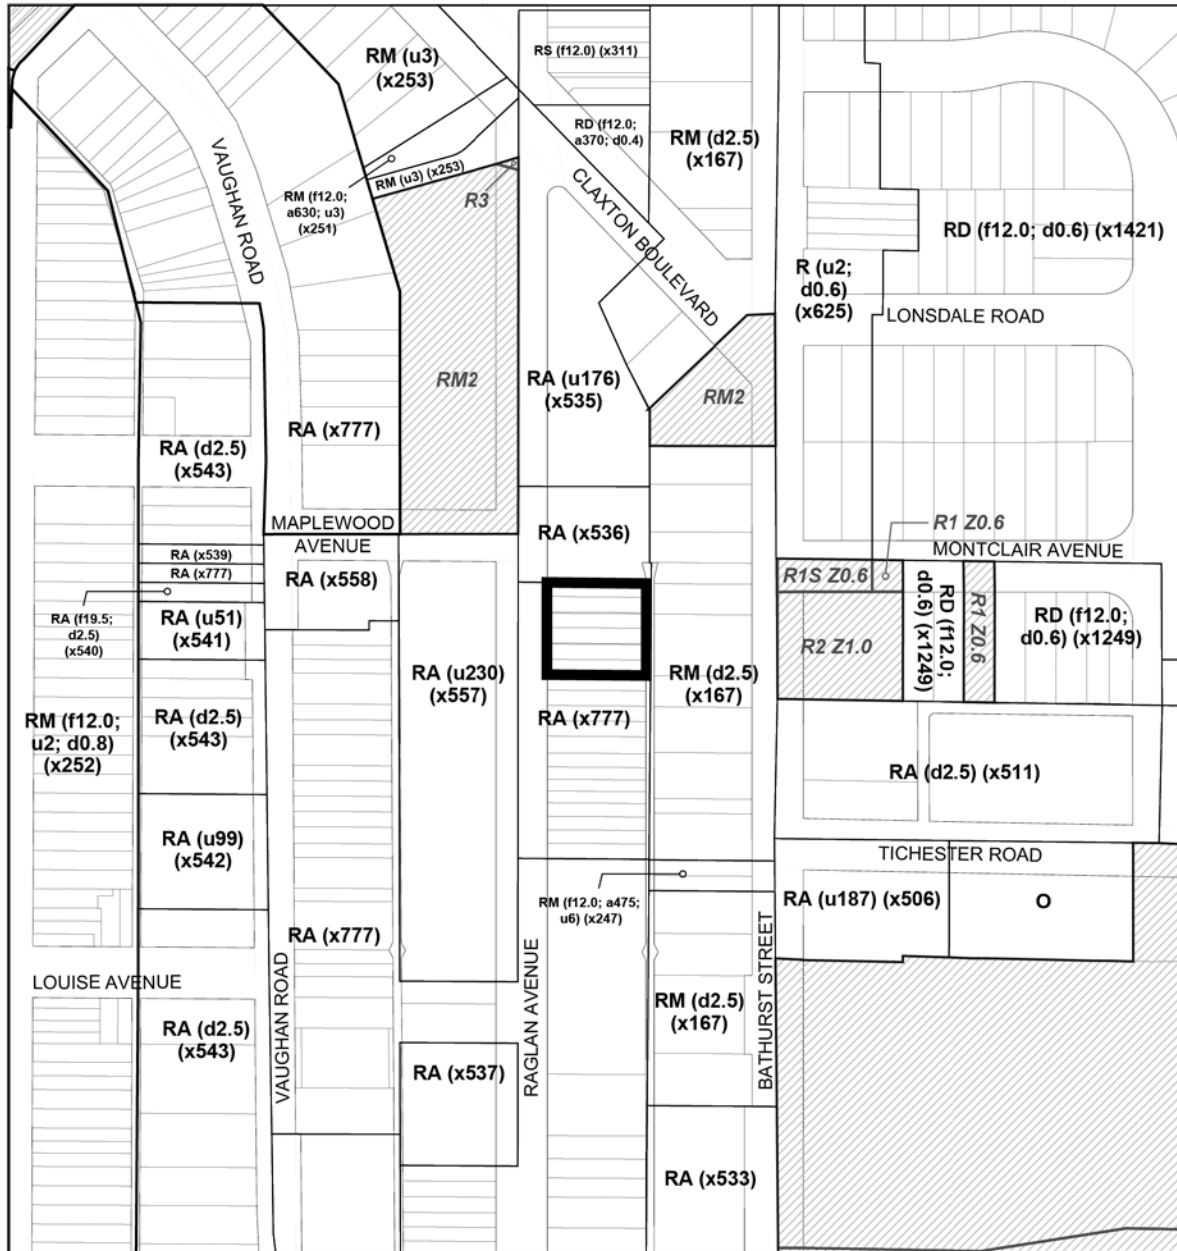 RM (u3)
(x253)
RS (f12.0) (x311)
RD (f12.0;
a370; d0.4)
RM (d2.5)
(x167)
VAUGHAN ROAD
RM (u3) (x253)
RM (f12.0;
a630; u3)
(x251)
R3
CLAXTON BOULEVARD
RD (f12.0; d0.6) (x1421)
R (u2;
d0.6)
(x625)
LONSDALE ROAD
RM2
RA (u176)
(x535)
RM2
RA (x777)
RA (d2.5)
(x543)
MAPLEWOOD
AVENUE
RA (x536)
R1 Z0.6
MONTCLAIR AVENUE
RA (x539)
RA (x777)
RA (x558)
R1S Z0.6
RA (f19.5;
d2.5)
(x540)
RA (u51)
(x541)
RD (f12.0;
d0.6) (x1249)
R1 Z0.6
RD (f12.0;
d0.6) (x1249)
R2 Z1.0
RA (u230)
(x557)
RM (d2.5)
(x167)
RM (f12.0;
u2; d0.8)
(x252)
RA (d2.5)
(x543)
RA (x777)
RA (d2.5) (x511)
RA (u99)
(x542)
TICHESTER ROAD
RM (f12.0; a475;
u6) (x247)
RA (u187) (x506)
O
RA (x777)
LOUISE AVENUE
VAUGHAN ROAD
RAGLAN AVENUE
BATHURST STREET
RM (d2.5)
(x167)
RA (d2.5)
(x543)
RA (x537)
RA (x533)